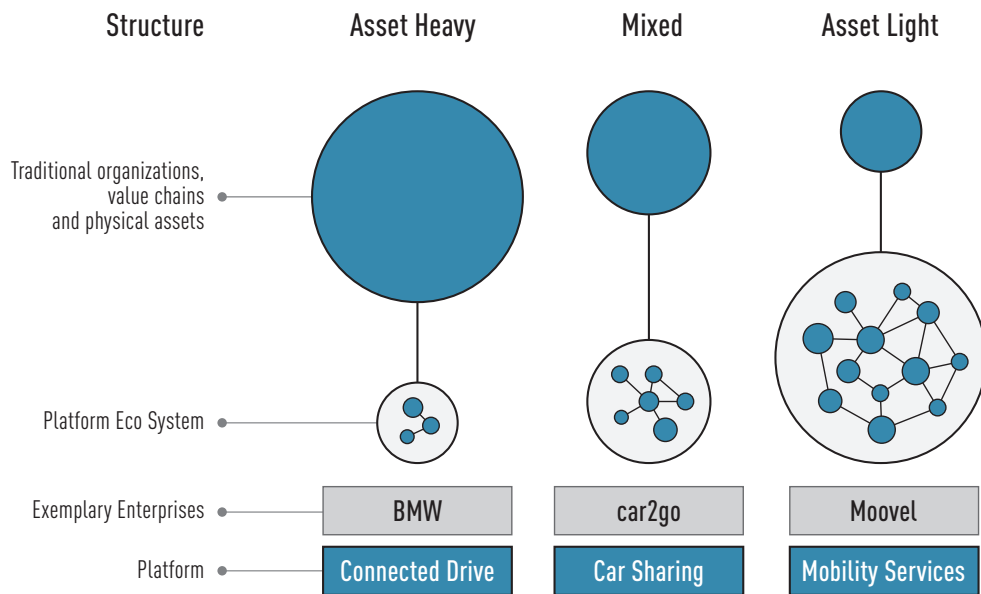 Structure
Asset Heavy
Mixed
Asset Light
Traditional organizations,
value chains
and physical assets
Platform Eco System
Exemplary Enterprises
BMW
car2go
Moovel
Platform
Connected Drive
Car Sharing
Mobility Services